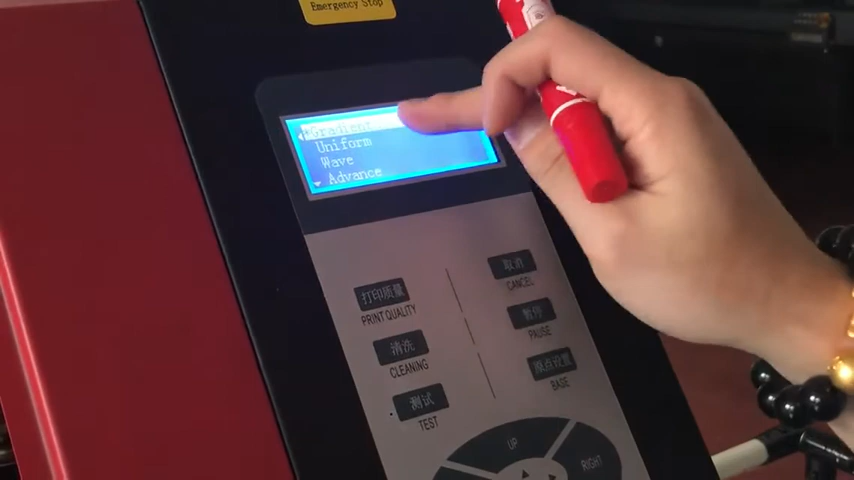 Emergency Stop
Gradient
Uniform
Wave
Advance
打印质量
PRINT QUALITY
清洗
CLEANING
测试
TEST
取消
CANCEL
暂停
PAUSE
原点设置
BASE
UP
RIGHT